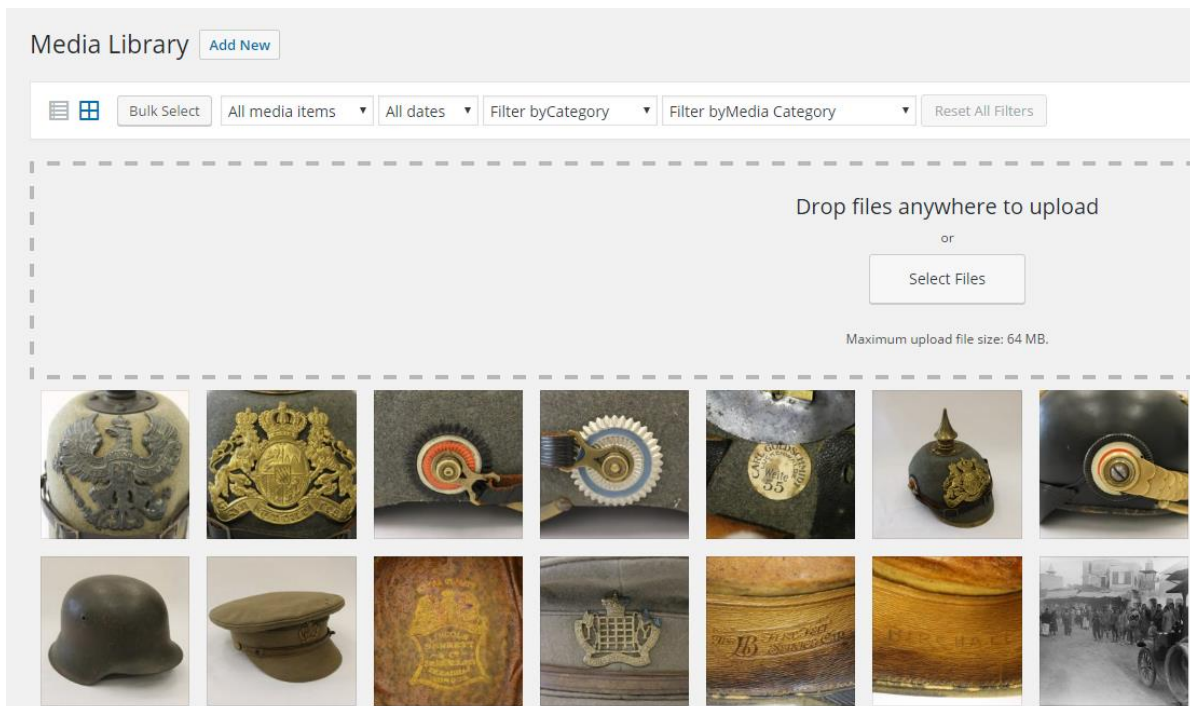 Media Library Add New
Bulk Select All media items All dates Filter byCategory Filter byMedia Category Reset All Filters
Drop files anywhere to upload
or
Select Files
Maximum upload file size: 64 MB.
55